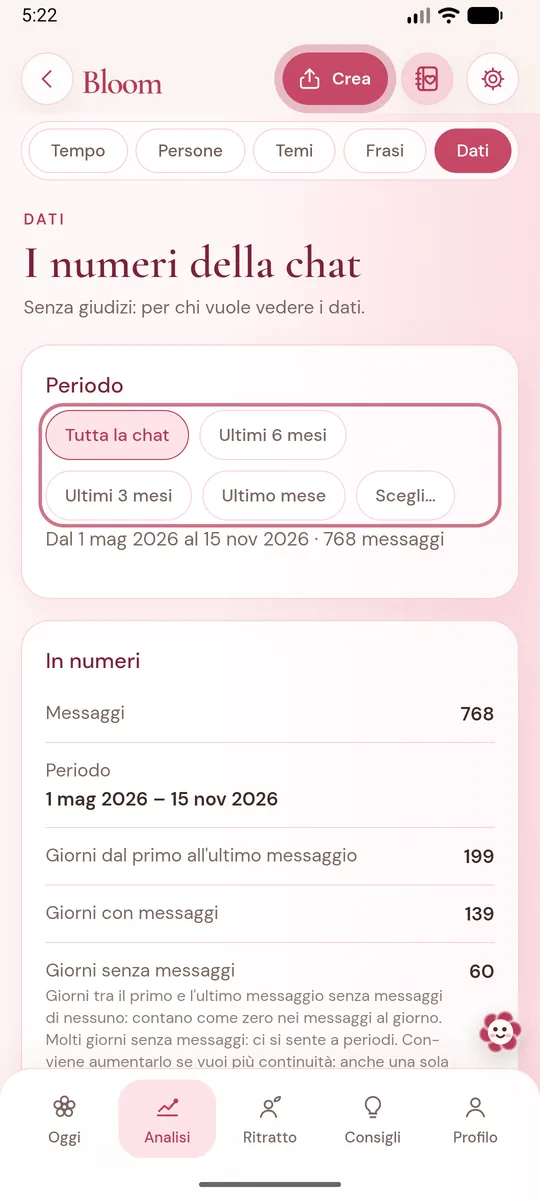 5:22
Bloom
Crea
Tempo
Persone
Temi
Frasi
Dati
DATI
I numeri della chat
Senza giudizi: per chi vuole vedere i dati.
Periodo
Tutta la chat
Ultimi 6 mesi
Ultimi 3 mesi
Ultimo mese
Scegli...
Dal 1 mag 2026 al 15 nov 2026 · 768 messaggi
In numeri
Messaggi 768
Periodo
1 mag 2026 – 15 nov 2026
Giorni dal primo all'ultimo messaggio 199
Giorni con messaggi 139
Giorni senza messaggi 60
Giorni tra il primo e l'ultimo messaggio senza messaggi
di nessuno: contano come zero nei messaggi al giorno.
Molti giorni senza messaggi: ci si sente a periodi. Con-
viene aumentarlo se vuoi più continuità: anche una sola
Oggi
Analisi
Ritratto
Consigli
Profilo